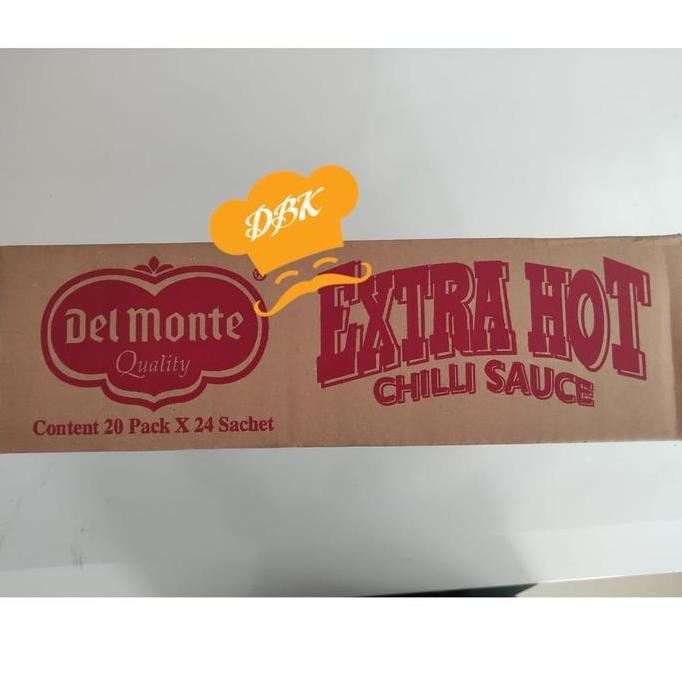 DBK
Del Monte
Quality
®
EXTRA HOT
CHILLI SAUCE
Content 20 Pack X 24 Sachet